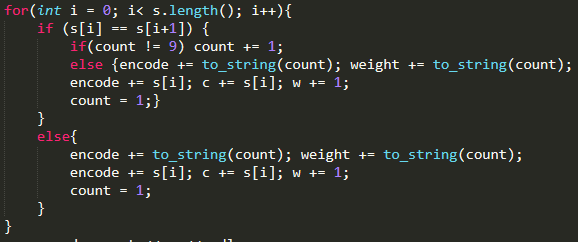 for(int i = 0; i< s.length(); i++){
if (s[i] == s[i+1]) {
if(count != 9) count += 1;
else {encode += to_string(count); weight += to_string(count);
encode += s[i]; c += s[i]; w += 1;
count = 1;}
}
else{
encode += to_string(count); weight += to_string(count);
encode += s[i]; c += s[i]; w += 1;
count = 1;
}
}